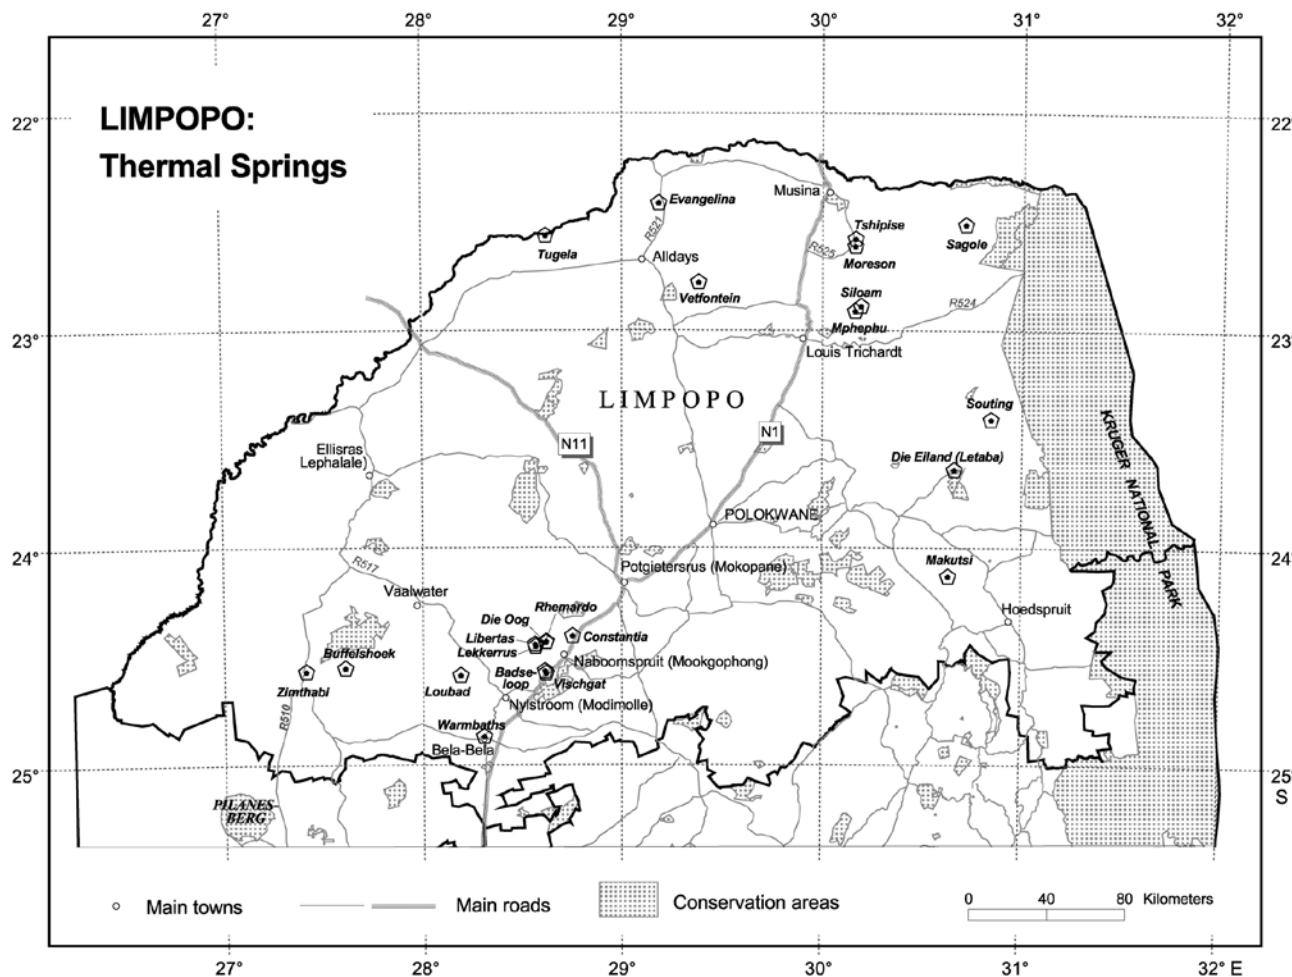 27°
28°
29°
30°
31°
32°
LIMPOPO:
Thermal Springs
22°
22°
Musina
Evangelina
Tshipise
Sagole
R521
R525
Tugela
Alldays
Moreson
Vetfontein
Siloam
R524
Mphephu
23°
23°
Louis Trichardt
LIMPOPO
Souting
KRUGER NATIONAL PARK
N11
N1
Ellisras
Lephalale)
Die Eiland (Letaba)
POLOKWANE
24°
24°
R517
Potgietersrus (Mokopane)
Makutsi
Vaalwater
Rhemardo
Hoedspruit
Die Oog
Libertas
Constantia
Lekkerrus
Buffelshoek
Naboomspruit (Mookgophong)
Badse-
loop
Vischgat
Zimthabi
Loubad
Nylstroom (Modimolle)
R510
Warmbaths
Bela-Bela
25°
25°
S
PILANES
BERG
Main towns
Main roads
Conservation areas
0 40 80 Kilometers
27°
28°
29°
30°
31°
32° E